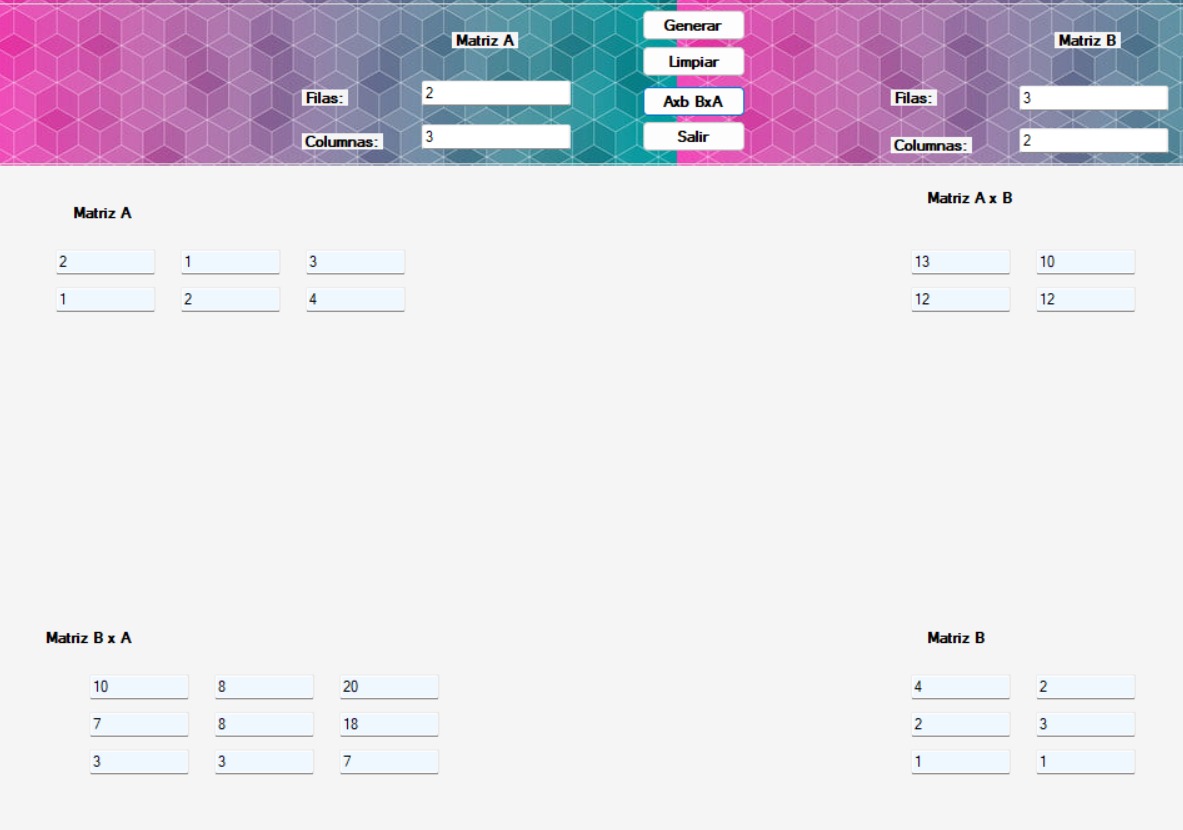 Matriz A
Filas: 2
Columnas: 3
Generar
Limpiar
Axb BxA
Salir
Matriz B
Filas: 3
Columnas: 2
Matriz A
2 1 3
1 2 4
Matriz A x B
13 10
12 12
Matriz B x A
10 8 20
7 8 18
3 3 7
Matriz B
4 2
2 3
1 1